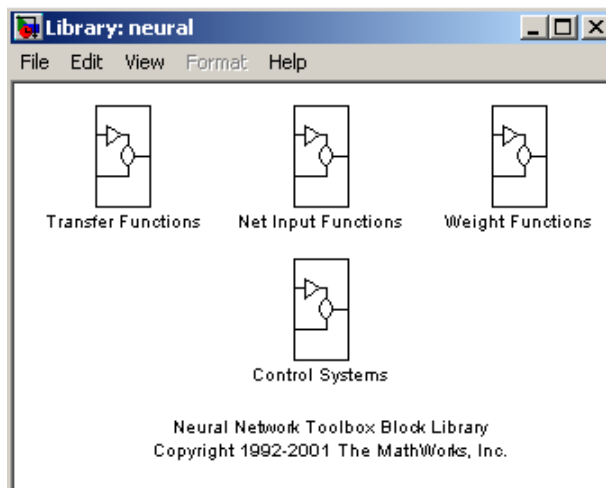 Library: neural
File Edit View Format Help
Transfer Functions Net Input Functions Weight Functions
Control Systems
Neural Network Toolbox Block Library
Copyright 1992-2001 The MathWorks, Inc.